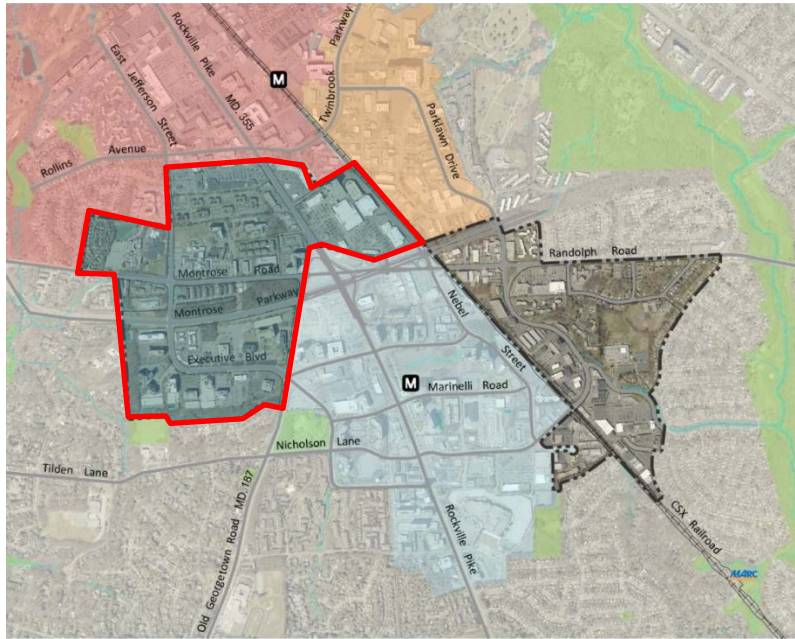 East
Jefferson
Street
Rockville
Pike
MD. 355
M
Twinbrook
Parkway
Parklawn Drive
Rollins
Avenue
Randolph Road
Montrose Road
Montrose Parkway
Nebel
Street
Executive Blvd
M
Marinelli Road
Nicholson Lane
Tilden Lane
Old Georgetown Road MD. 187
Rockville Pike
CSX Railroad
MARC